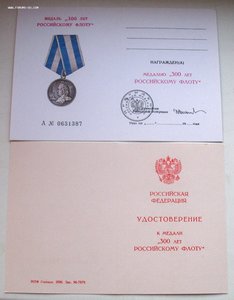 МЕДАЛЬ „300 ЛЕТ
РОССИЙСКОМУ ФЛОТУ"
А № 0651387
НАГРАЖДЕН(А)
МЕДАЛЬЮ „300 ЛЕТ
РОССИЙСКОМУ ФЛОТУ"
РОССИЙСКАЯ
ФЕДЕРАЦИЯ
УДОСТОВЕРЕНИЕ
К МЕДАЛИ
„300 ЛЕТ
РОССИЙСКОМУ ФЛОТУ"